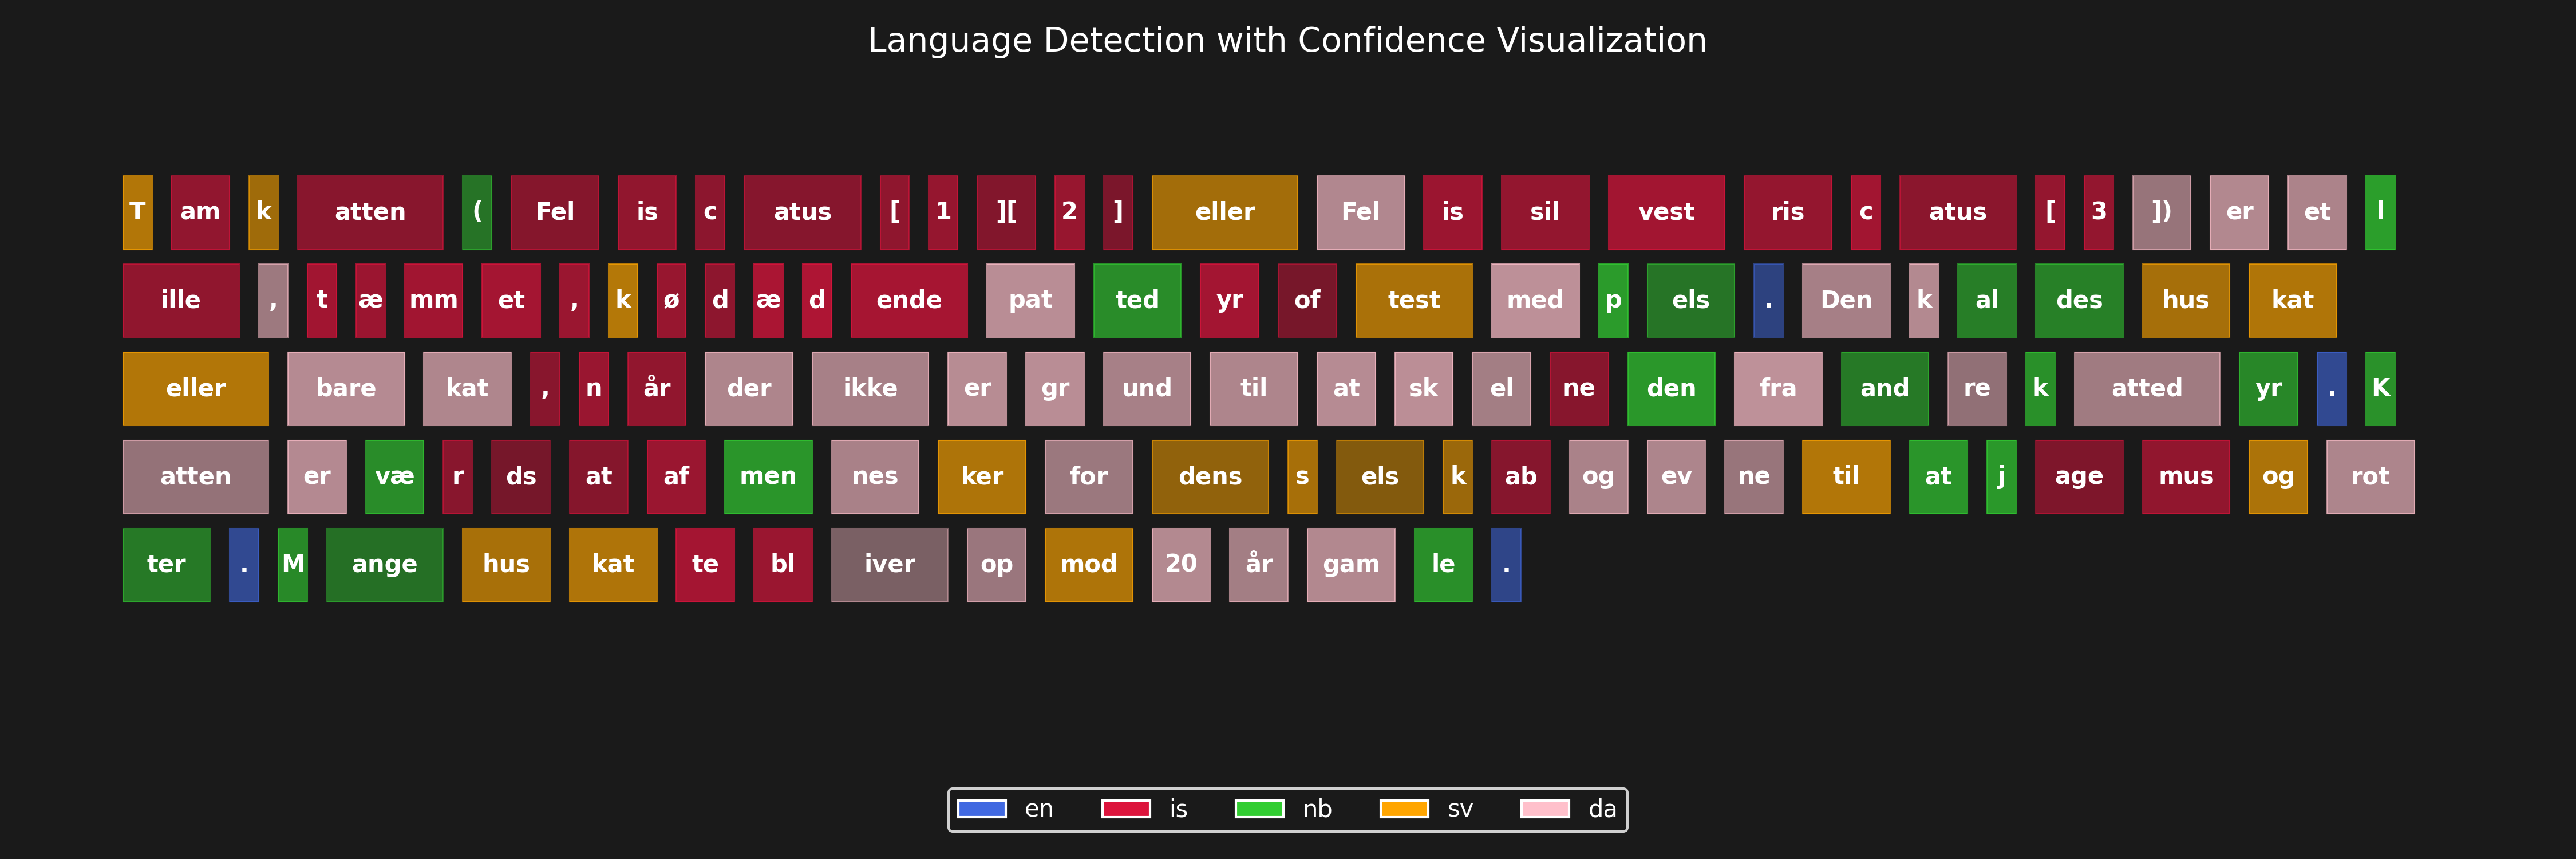 Language Detection with Confidence Visualization
T am k atten ( Fel is c atus [ 1 ][ 2 ] eller Fel is sil vest ris c atus [ 3 ]) er et l
ille , t æ mm et , k ø d æ d ende pat ted yr of test med p els . Den k al des hus kat
eller bare kat , n år der ikke er gr und til at sk el ne den fra and re k atted yr . K
atten er væ r ds at af men nes ker for dens s els k ab og ev ne til at j age mus og rot
ter . M ange hus kat te bl iver op mod 20 år gam le .
en is nb sv da